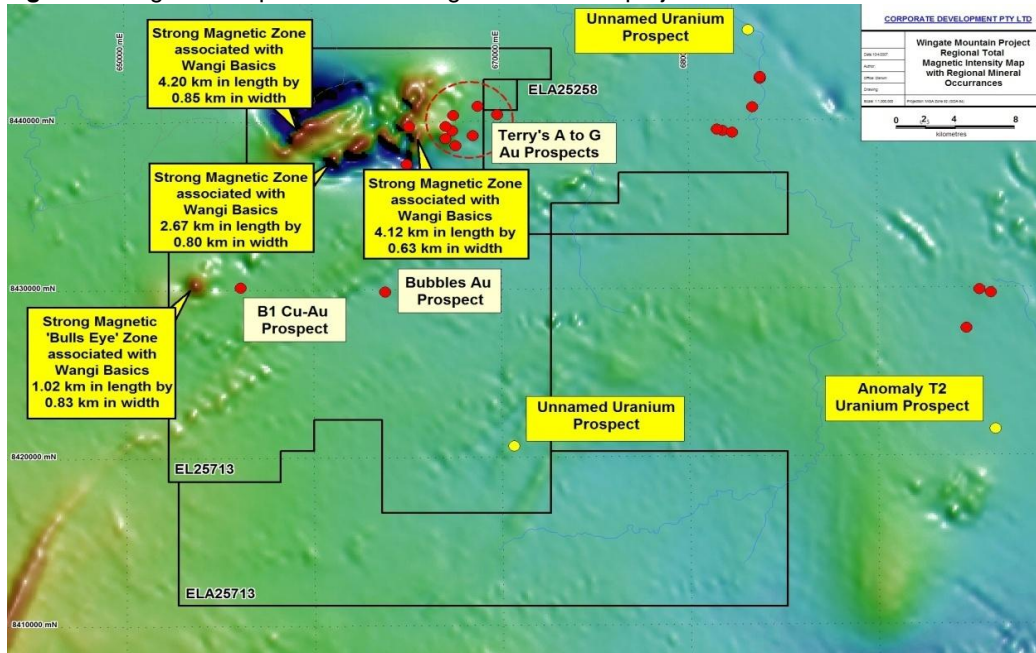 Unnamed Uranium
Prospect
CORPORATE DEVELOPMENT PTY LTD
Wingate Mountain Project
Regional Total
Magnetic Intensity Map
with Regional Mineral
Occurrances
0 2 4 8
kilometres
650000 mE
670000 mE
Strong Magnetic Zone
associated with
Wangi Basics
4.20 km in length by
0.85 km in width
ELA25258
8440000 mN
Terry's A to G
Au Prospects
Strong Magnetic Zone
associated with
Wangi Basics
2.67 km in length by
0.80 km in width
Strong Magnetic Zone
associated with
Wangi Basics
4.12 km in length by
0.63 km in width
8430000 mN
B1 Cu-Au
Prospect
Bubbles Au
Prospect
Strong Magnetic
'Bulls Eye' Zone
associated with
Wangi Basics
1.02 km in length by
0.83 km in width
Unnamed Uranium
Prospect
Anomaly T2
Uranium Prospect
8420000 mN
EL25713
ELA25713
8410000 mN